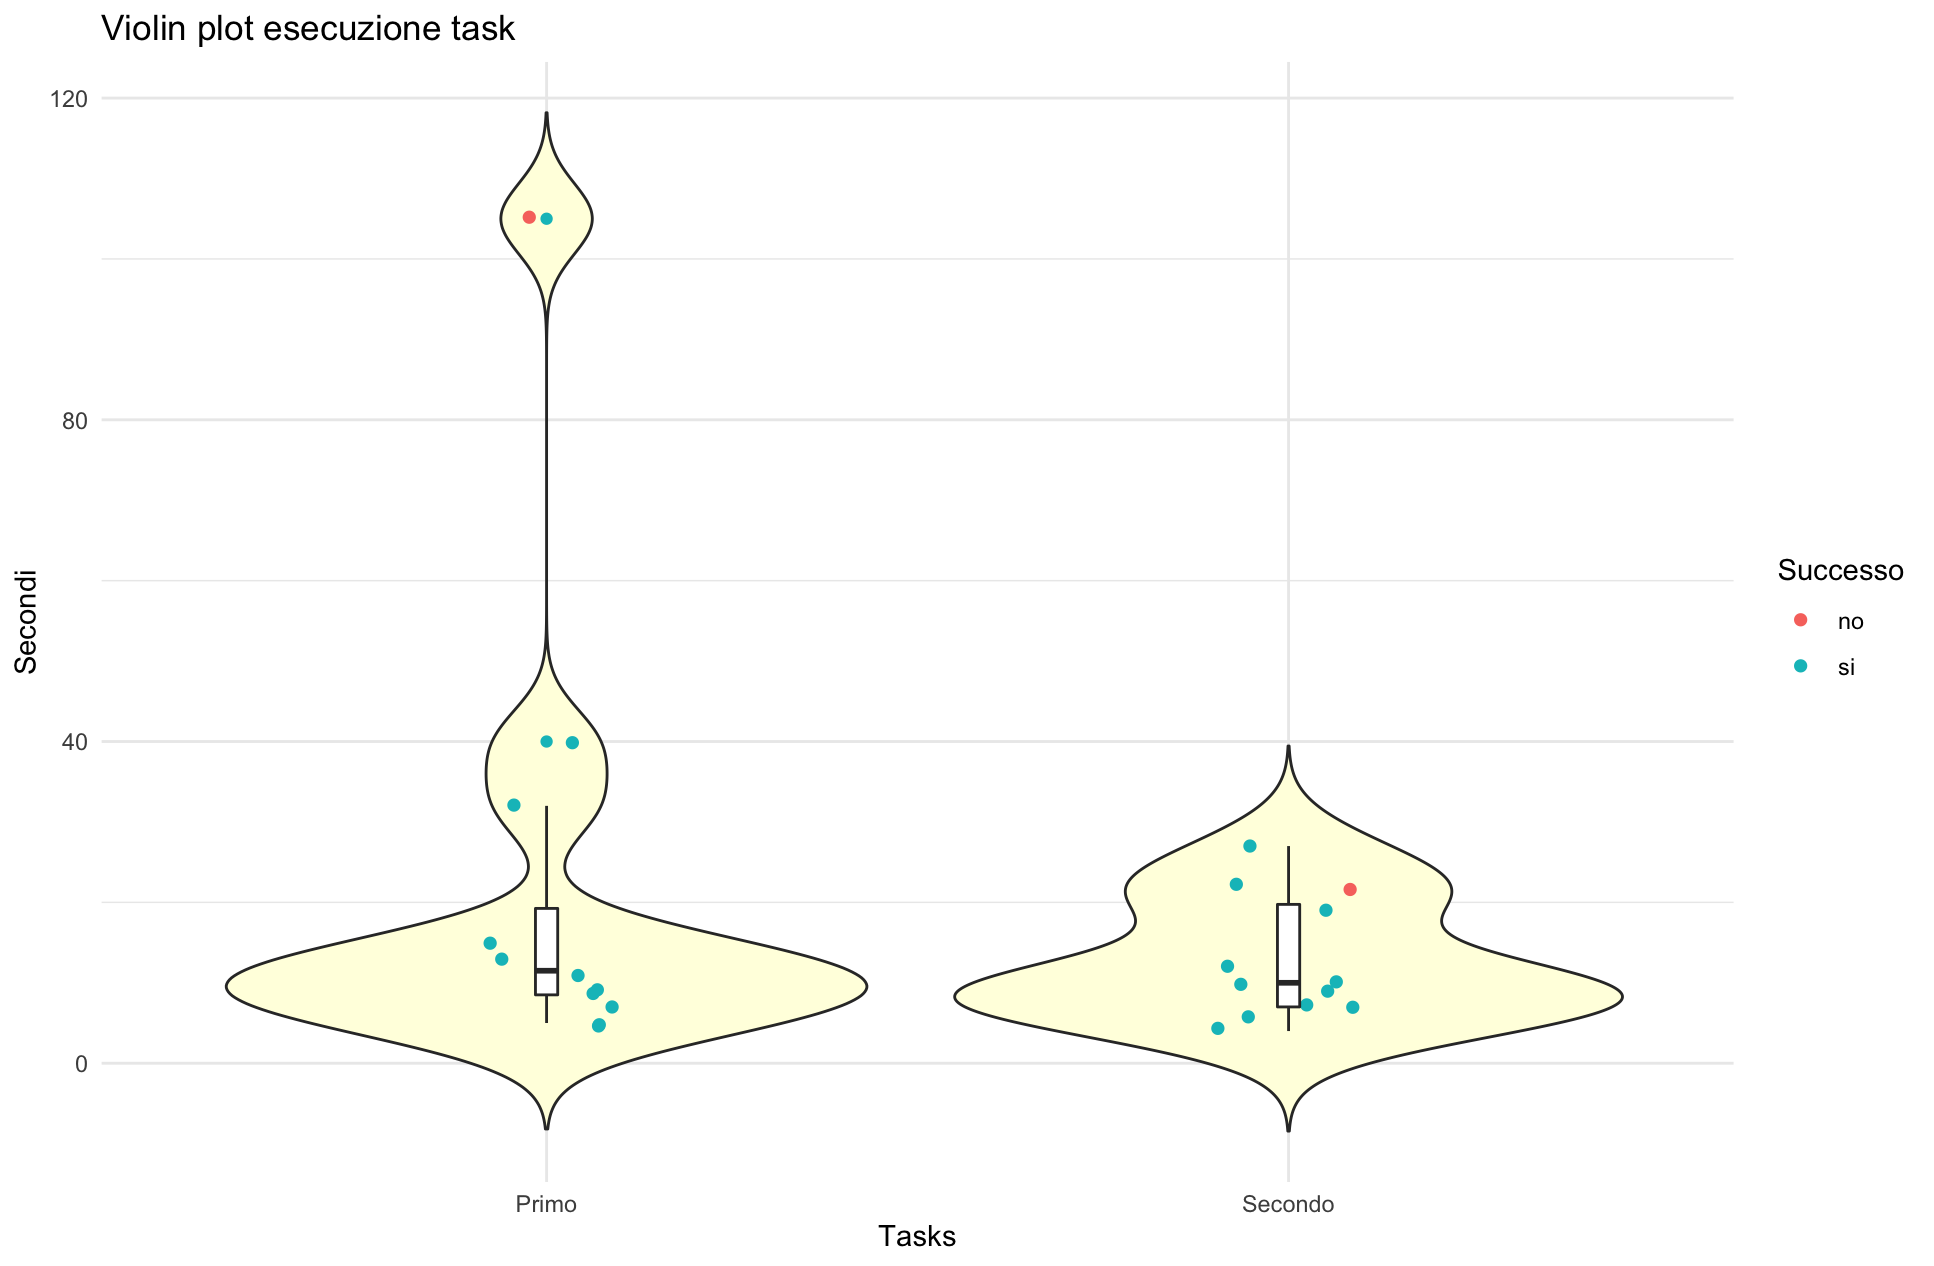 Violin plot esecuzione task
120
80
40
0
Secondi
Primo
Secondo
Tasks
Successo
no
si